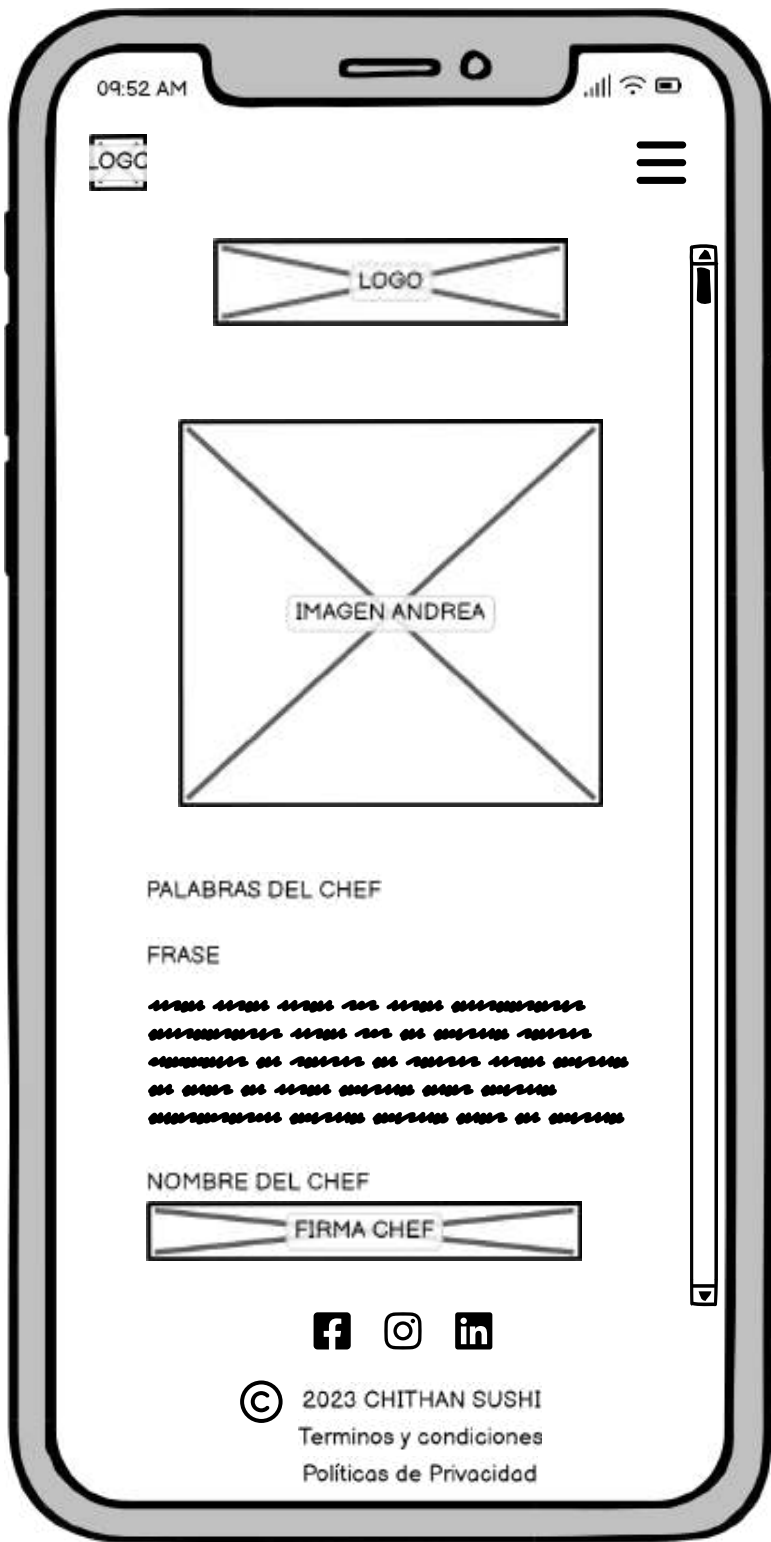 09:52 AM
LOGO
LOGO
IMAGEN ANDREA
PALABRAS DEL CHEF
FRASE
NOMBRE DEL CHEF
FIRMA CHEF
© 2023 CHITHAN SUSHI
Terminos y condiciones
Políticas de Privacidad